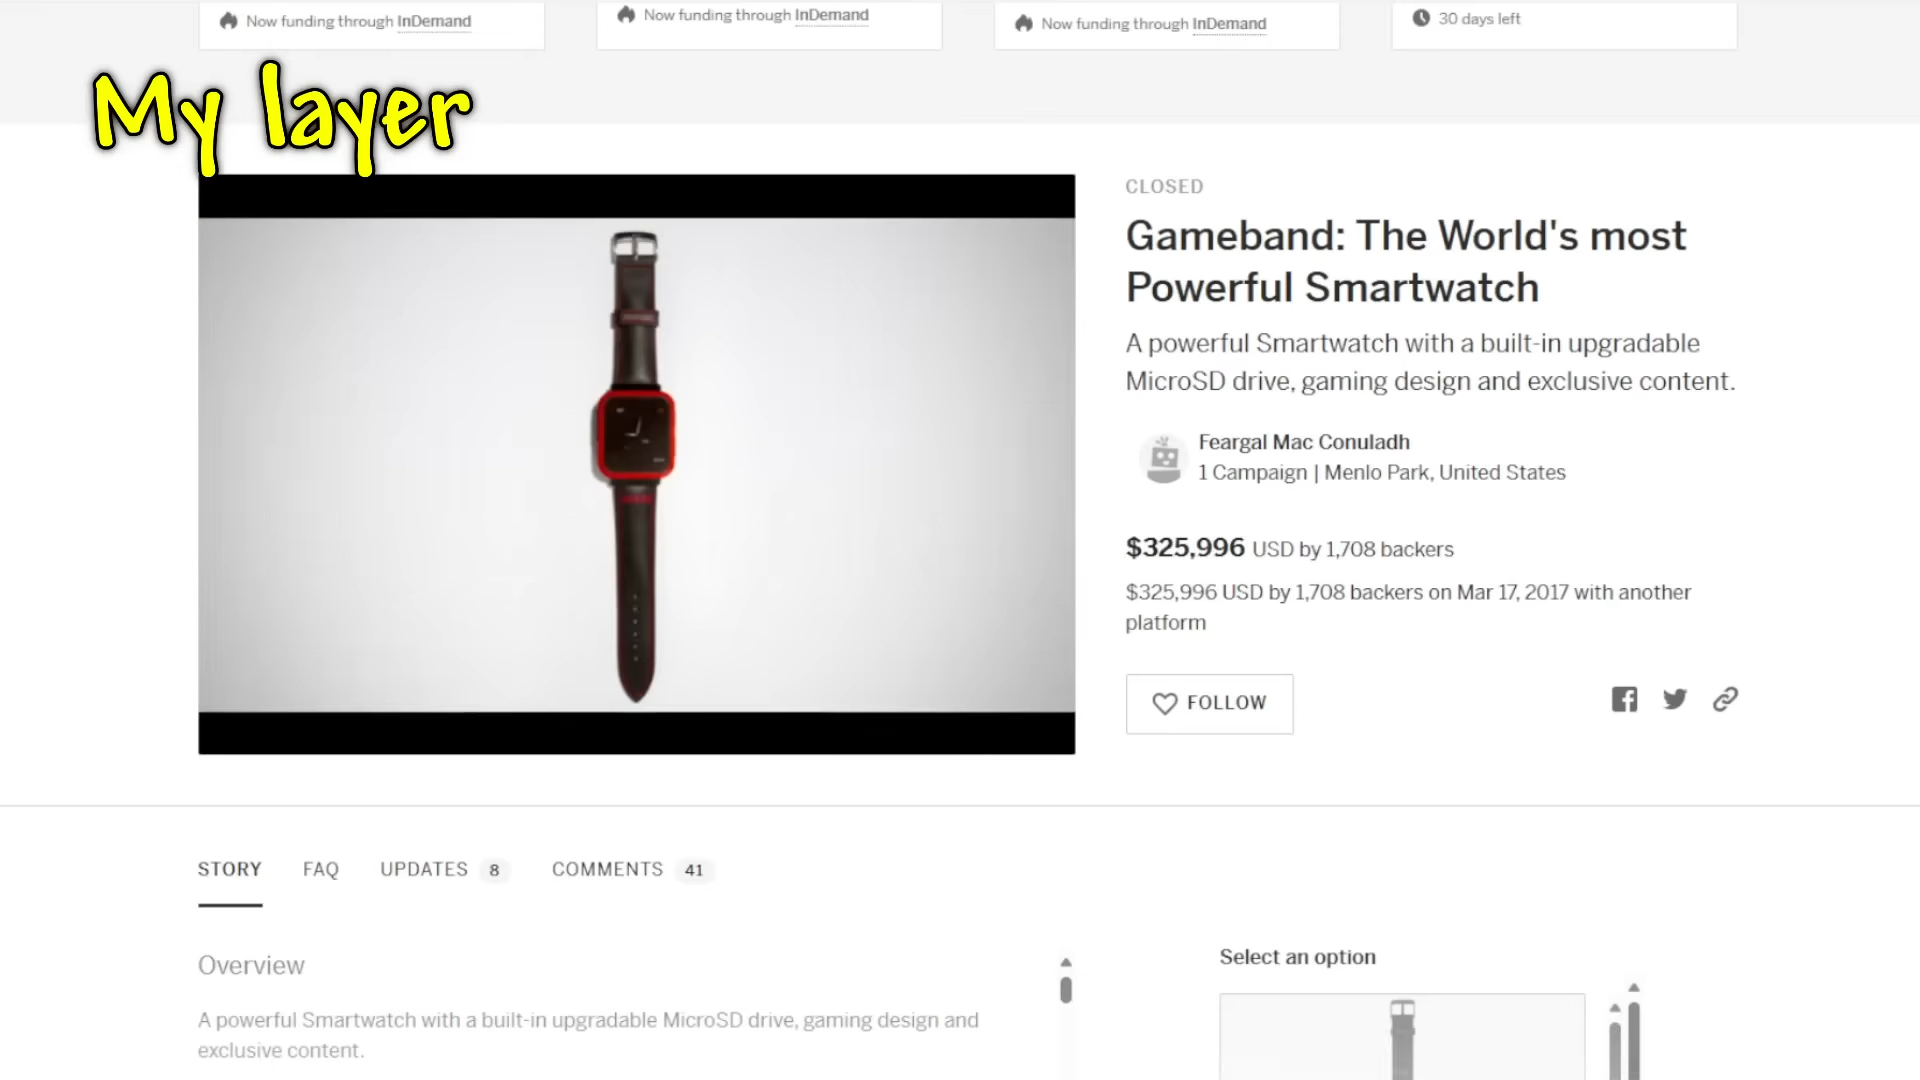 Now funding through InDemand
Now funding through InDemand
Now funding through InDemand
30 days left
My layer
CLOSED
Gameband: The World's most
Powerful Smartwatch
A powerful Smartwatch with a built-in upgradable
MicroSD drive, gaming design and exclusive content.
Feargal Mac Conuladh
1 Campaign | Menlo Park, United States
$325,996 USD by 1,708 backers
$325,996 USD by 1,708 backers on Mar 17, 2017 with another
platform
FOLLOW
STORY
FAQ
UPDATES 8
COMMENTS 41
Overview
Select an option
A powerful Smartwatch with a built-in upgradable MicroSD drive, gaming design and
exclusive content.